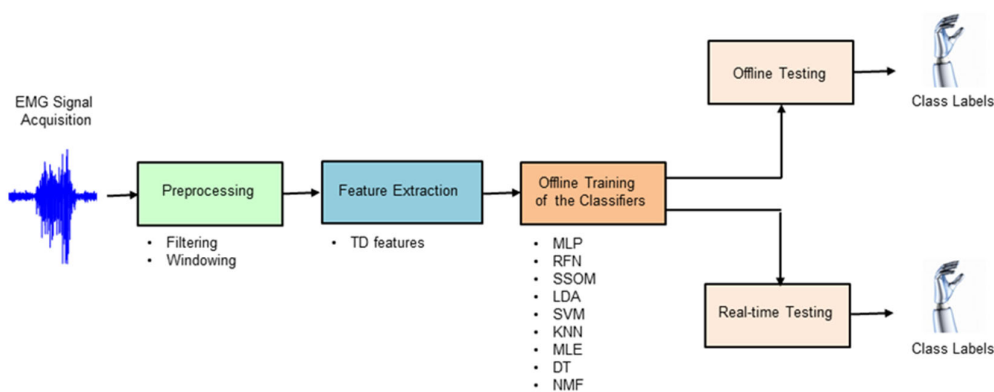 EMG Signal
Acquisition
Preprocessing
• Filtering
• Windowing
Feature Extraction
• TD features
Offline Training
of the Classifiers
• MLP
• RFN
• SSOM
• LDA
• SVM
• KNN
• MLE
• DT
• NMF
Offline Testing
Class Labels
Real-time Testing
Class Labels